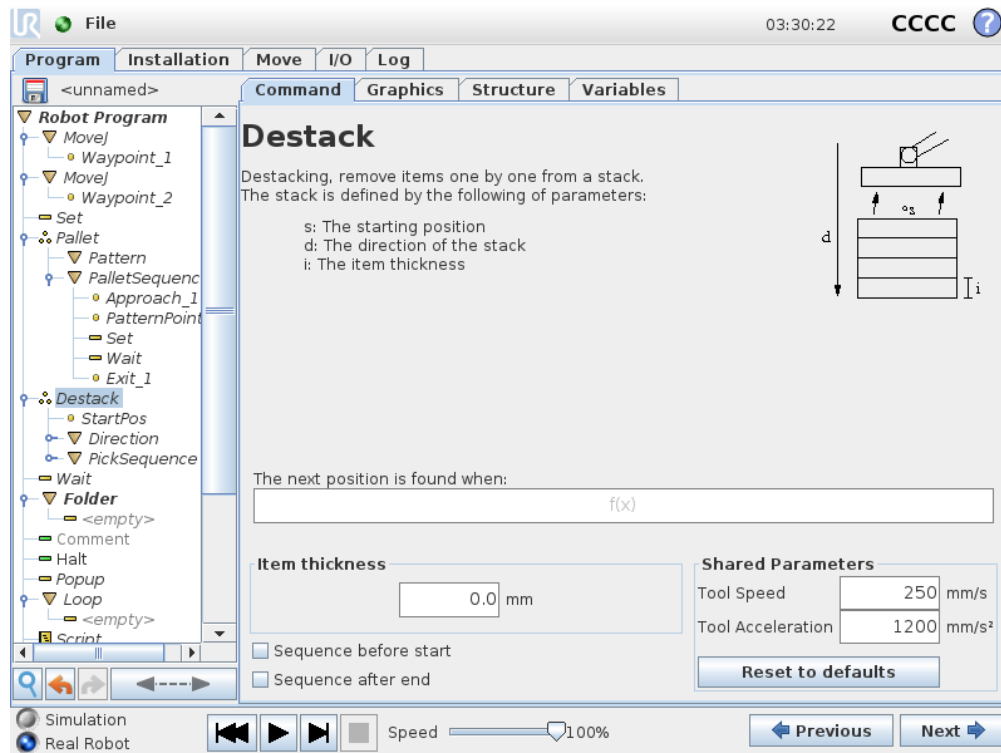 UR File 03:30:22 CCCC ?
Program Installation Move I/O Log
<unnamed>
Command Graphics Structure Variables
Robot Program
MoveJ
Waypoint_1
MoveJ
Waypoint_2
Set
Pallet
Pattern
PalletSequenc
Approach_1
PatternPoint
Set
Wait
Exit_1
Destack
StartPos
Direction
PickSequence
Wait
Folder
<empty>
Comment
Halt
Popup
Loop
<empty>
Script
Destack
Destacking, remove items one by one from a stack.
The stack is defined by the following of parameters:
s: The starting position
d: The direction of the stack
i: The item thickness
s
d
i
The next position is found when:
f(x)
Item thickness
0.0 mm
Sequence before start
Sequence after end
Shared Parameters
Tool Speed 250 mm/s
Tool Acceleration 1200 mm/s²
Reset to defaults
Simulation
Real Robot
Speed 100%
Previous Next